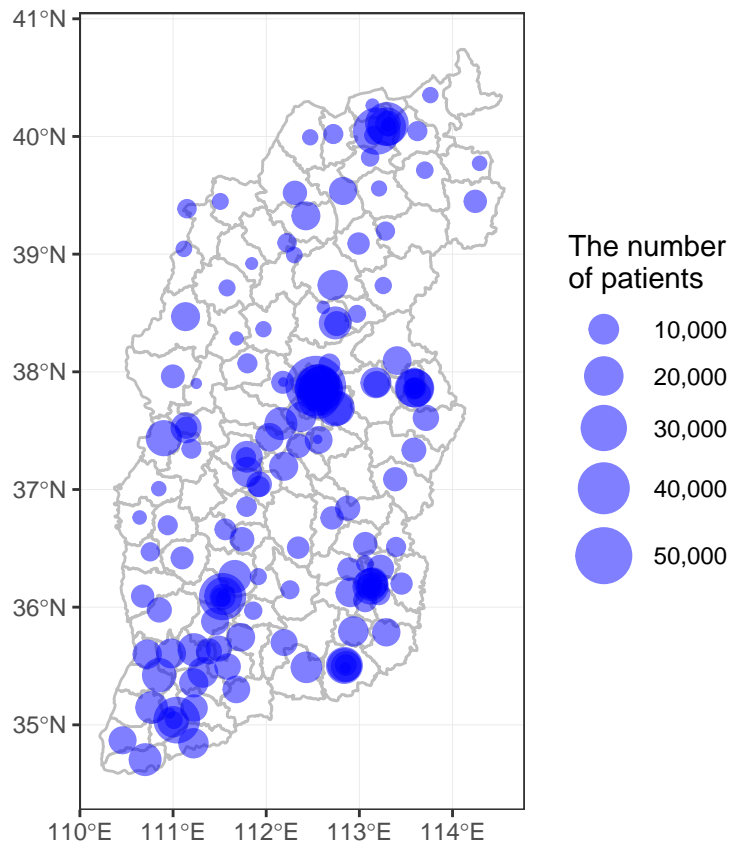 41°N
40°N
39°N
38°N
37°N
36°N
35°N
110°E 111°E 112°E 113°E 114°E
The number
of patients
10,000
20,000
30,000
40,000
50,000